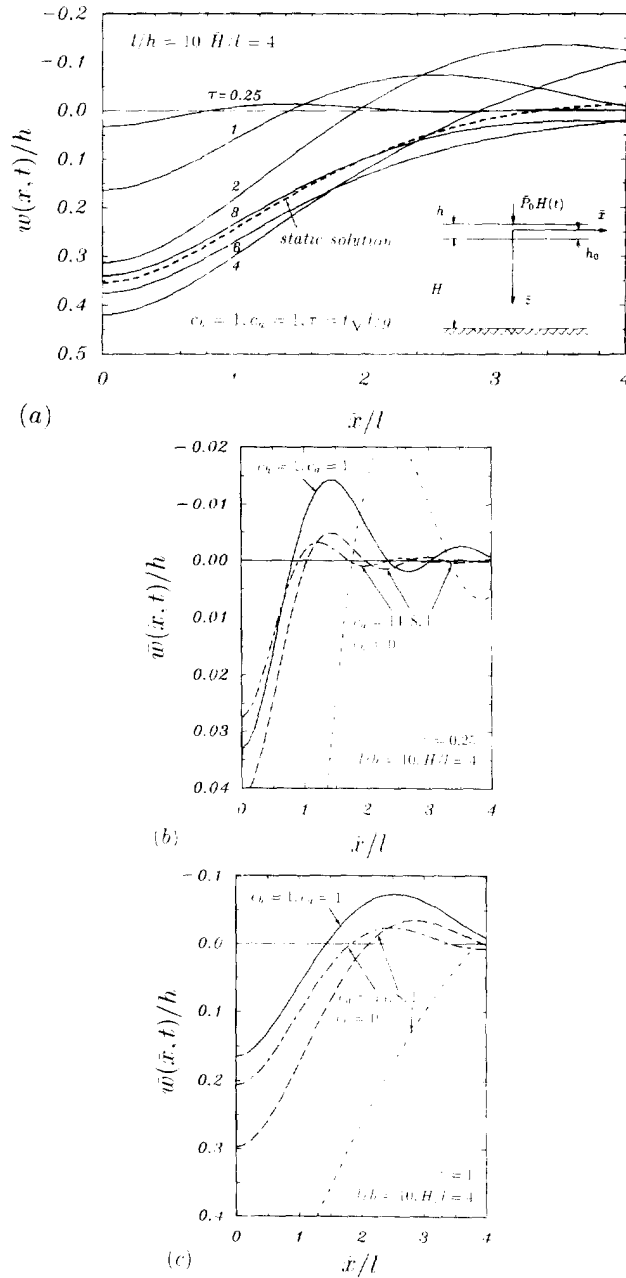 -0.2
-0.1
0.0
0.1
0.2
0.3
0.4
0.5
w(x,t)/h
l/h = 10 H/l = 4
τ=0.25
1
2
8
6
4
static solution
P̄₀H(t)
h
x̄
h₀
H
z̄
0
1
2
3
4
(a)
x̄/l
-0.02
-0.01
0.00
0.01
0.02
0.03
0.04
w̄(x̄,t)/h
= 1, cₐ = 1
l/h = 10, H/l = 4
0
1
2
3
4
(b)
x̄/l
-0.1
0.0
0.1
0.2
0.3
0.4
w̄(x̄,t)/h
l/h = 10, H/l = 4
0
1
2
3
4
(c)
x̄/l